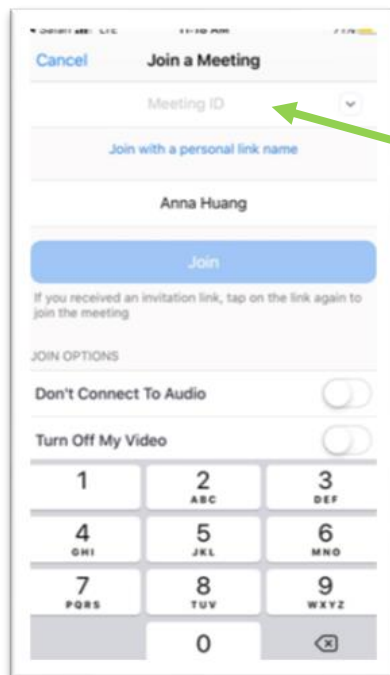 Cancel Join a Meeting
Meeting ID
Join with a personal link name
Anna Huang
Join
If you received an invitation link, tap on the link again to
join the meeting
JOIN OPTIONS
Don't Connect To Audio
Turn Off My Video
1 2 3
ABC DEF
4 5 6
GHI JKL MNO
7 8 9
PQRS TUV WXYZ
0